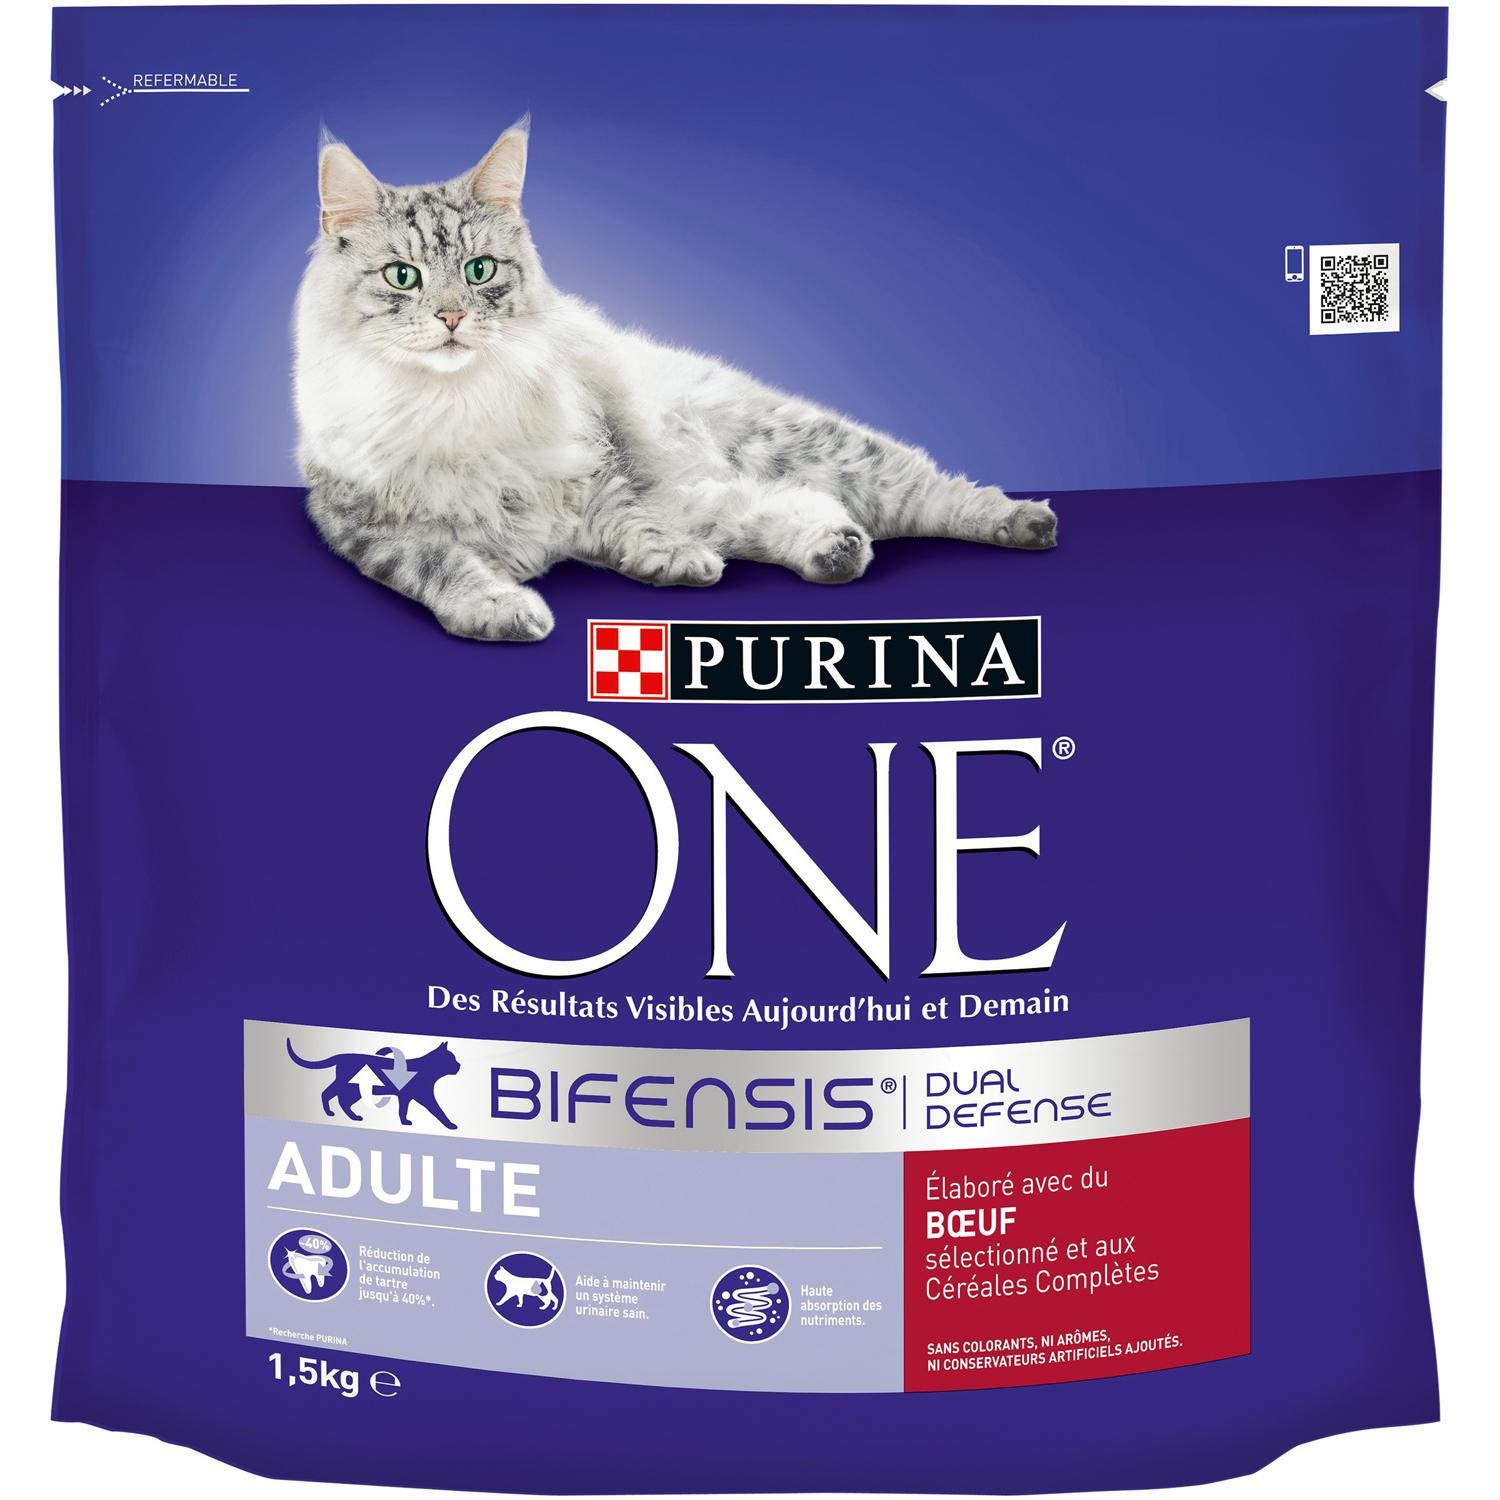 REFERMABLE
PURINA
ONE®
Des Résultats Visibles Aujourd'hui et Demain
BIFENSIS® | DUAL
DEFENSE
ADULTE
-40%
Réduction de
l'accumulation
de tartre
jusqu'à 40%*.
Aide à maintenir
un système
urinaire sain.
Haute
absorption des
nutriments.
*Recherche PURINA
Élaboré avec du
BŒUF
sélectionné et aux
Céréales Complètes
SANS COLORANTS, NI ARÔMES,
NI CONSERVATEURS ARTIFICIELS AJOUTÉS.
1,5kg ℮